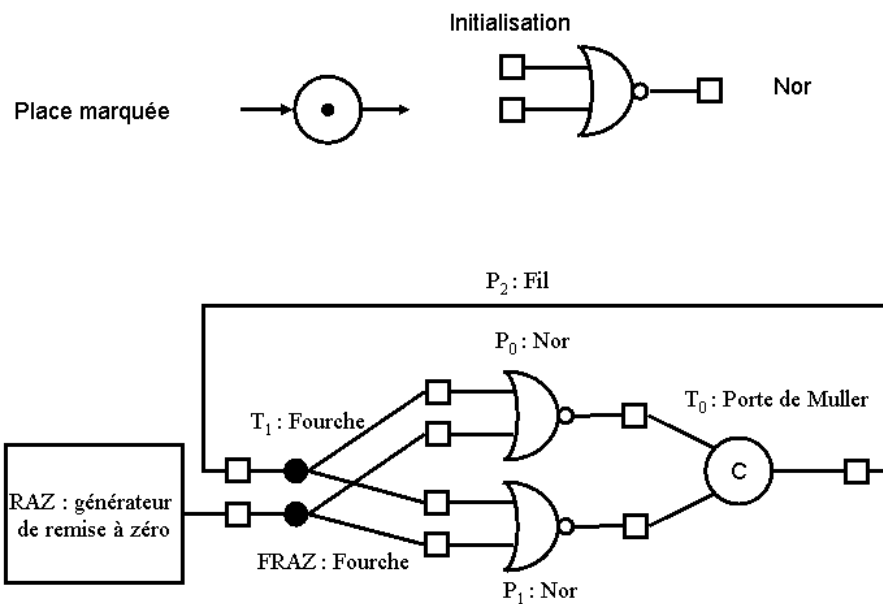 Initialisation
Place marquée
Nor
P2 : Fil
P0 : Nor
T1 : Fourche
T0 : Porte de Muller
C
RAZ : générateur
de remise à zéro
FRAZ : Fourche
P1 : Nor